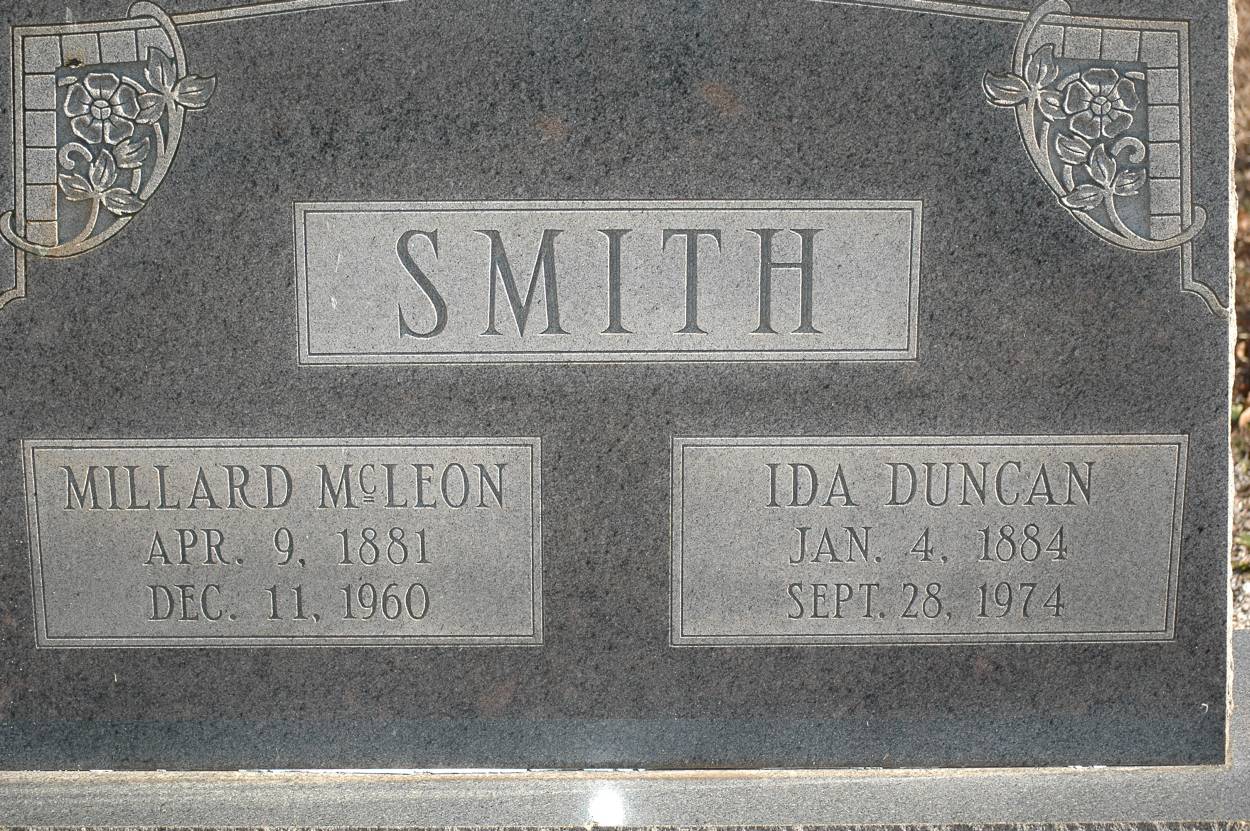 SMITH
MILLARD McLEON
APR. 9, 1881
DEC. 11, 1960
IDA DUNCAN
JAN. 4, 1884
SEPT. 28, 1974